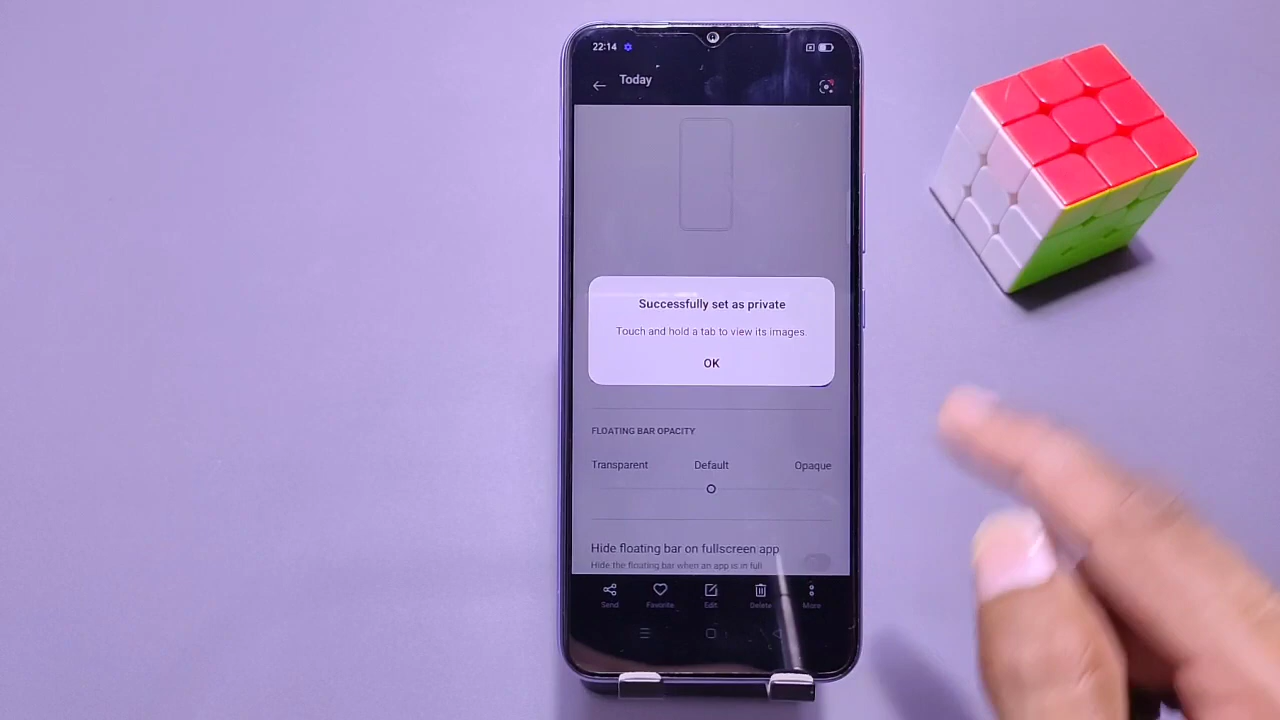 22:14
Today
Successfully set as private
Touch and hold a tab to view its images.
OK
FLOATING BAR OPACITY
Transparent Default Opaque
Hide floating bar on fullscreen app
Hide the floating bar when an app is in full
Send Favorite Edit Delete More